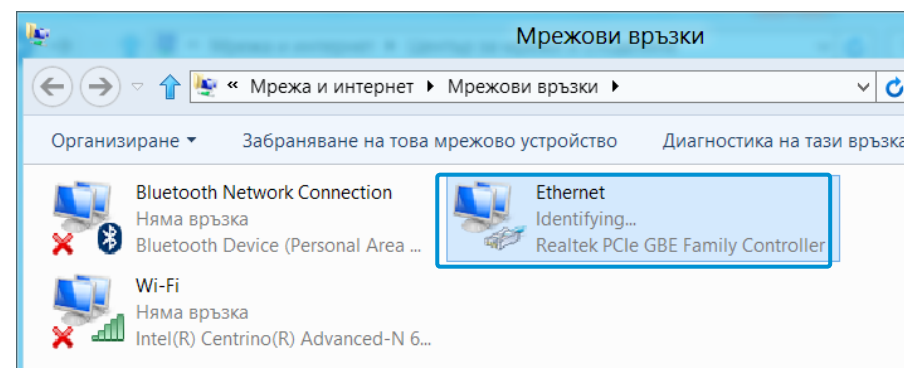 Мрежови връзки
« Мрежа и интернет Мрежови връзки
Организиране Забраняване на това мрежово устройство Диагностика на тази връзка
Bluetooth Network Connection
Няма връзка
Bluetooth Device (Personal Area ...
Ethernet
Identifying...
Realtek PCIe GBE Family Controller
Wi-Fi
Няма връзка
Intel(R) Centrino(R) Advanced-N 6...